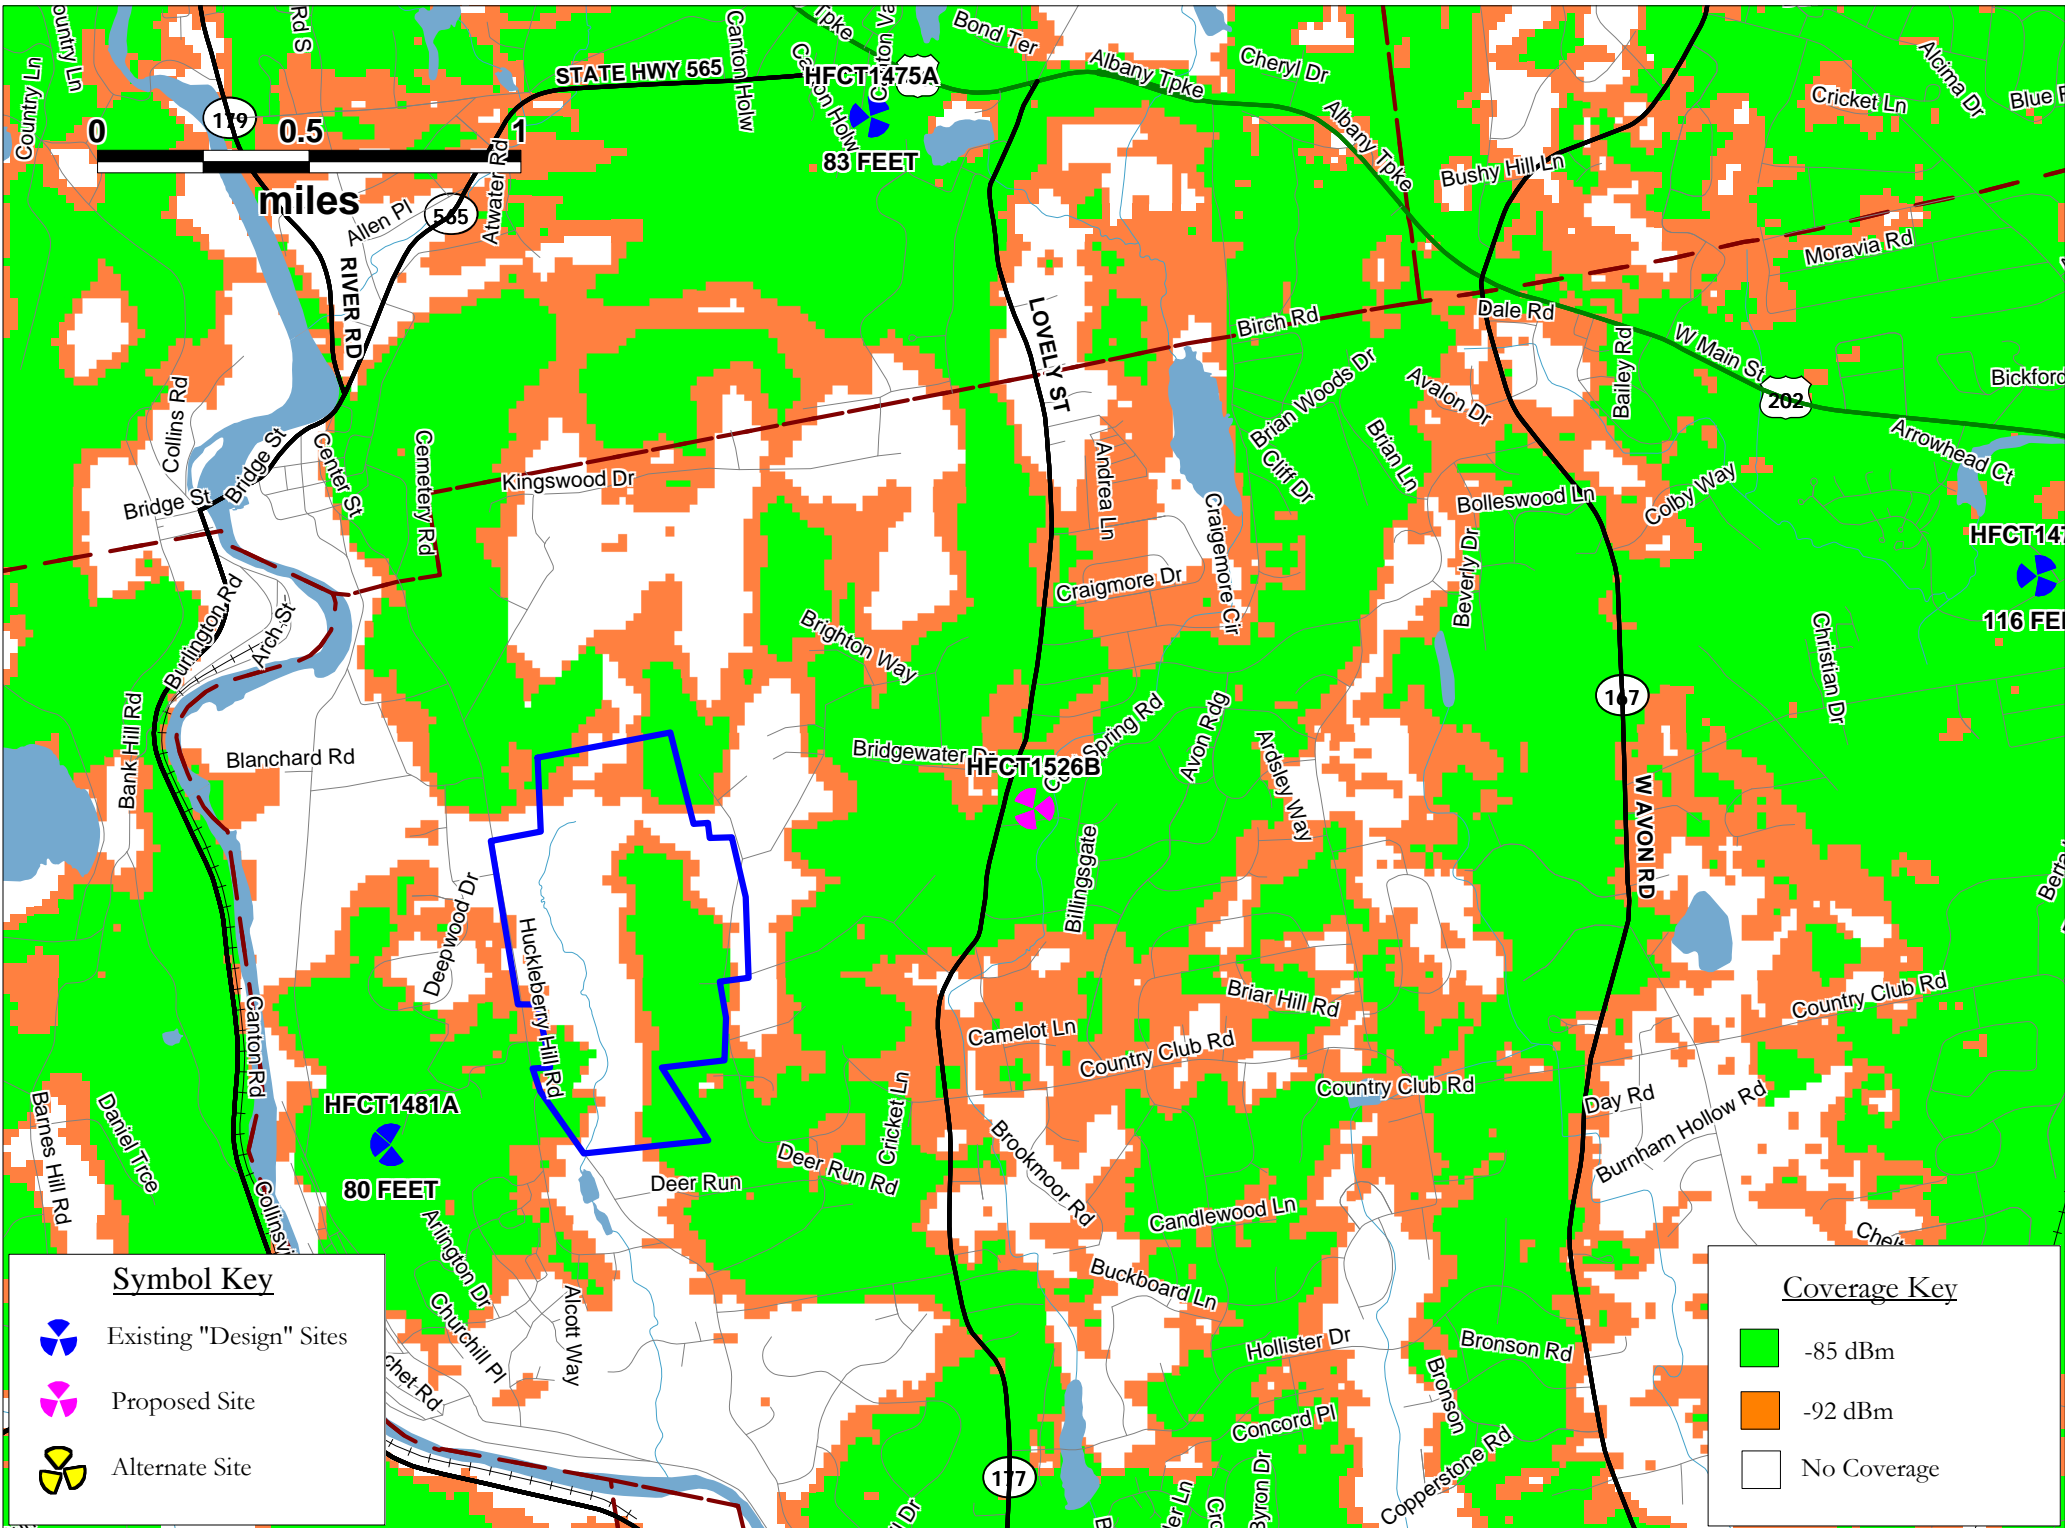 Rd S
Country Ln
STATE HWY 565
Canton Holw
HFCT1475A
83 FEET
Bond Ter
Albany Tpke
Cheryl Dr
Albany Tpke
Alcima Dr
Cricket Ln
179
0 0.5 1
miles
Allen Pl
565
Atwater Rd
RIVER RD
Bushy Hill Ln
Moravia Rd
LOVELY ST
Birch Rd
Dale Rd
W Main St
202
Bailey Rd
Bickford
Brian Woods Dr
Avalon Dr
Brian Ln
Cliff Dr
Arrowhead Ct
Collins Rd
Bridge St
Bridge St
Center St
Cemetery Rd
Kingswood Dr
Andrea Ln
Craigemore Cir
Bolleswood Ln
Colby Way
HFCT147
116 FE
Craigmore Dr
Beverly Dr
Burlington Rd
Arch St
Brighton Way
Christian Dr
167
Bank Hill Rd
Blanchard Rd
Bridgewater Dr
HFCT1526B
Spring Rd
Avon Rdg
Ardsley Way
W AVON RD
Billingsgate
Deepwood Dr
Huckleberry Hill Rd
Canton Rd
Briar Hill Rd
Country Club Rd
Camelot Ln
Country Club Rd
Country Club Rd
Day Rd
Burnham Hollow Rd
Barnes Hill Rd
Daniel Trce
HFCT1481A
80 FEET
Cricket Ln
Brookmoor Rd
Deer Run Rd
Deer Run
Candlewood Ln
Collinsvi
Arlington Dr
Churchill Pl
Alcott Way
Buckboard Ln
Hollister Dr
Bronson Rd
Bronson
Chelt
chet Rd
Concord Pl
Copperstone Rd
Byron Dr
177
Symbol Key
Existing "Design" Sites
Proposed Site
Alternate Site
Coverage Key
-85 dBm
-92 dBm
No Coverage